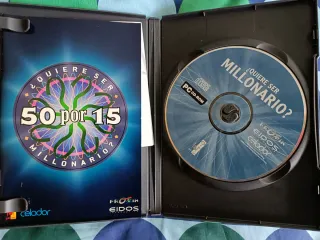 ¿QUIERE SER
50 por 15
MILLONARIO?
celador
EIDOS
¿QUIERE SER
MILLONARIO?
PC CD-ROM
EIDOS
celador